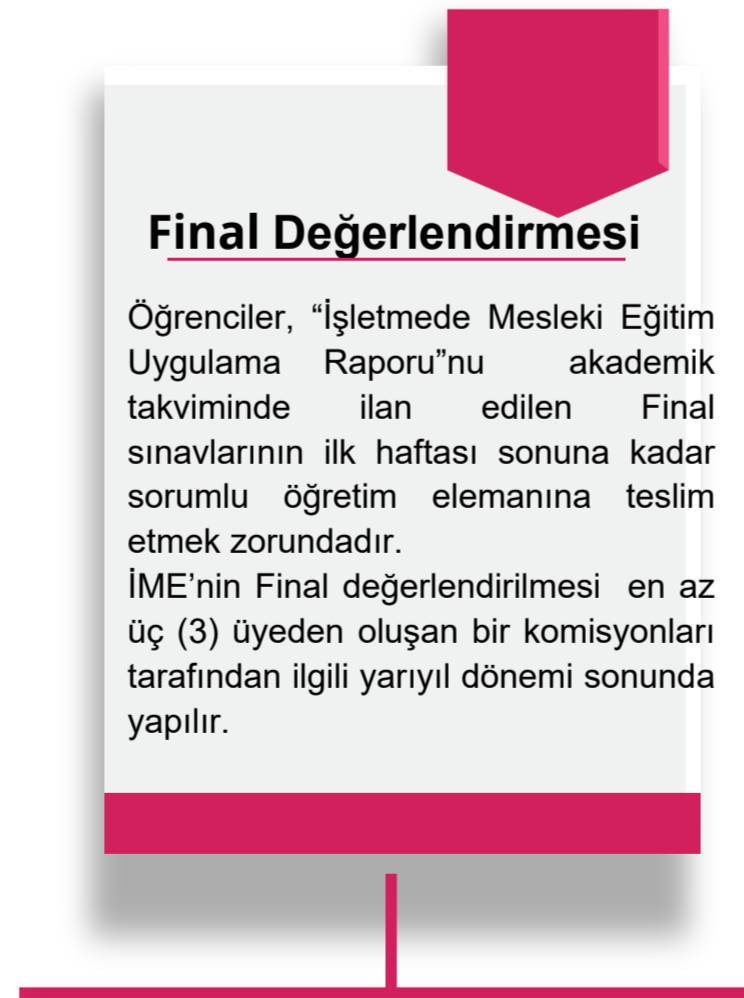 Final Değerlendirmesi
Öğrenciler, “İşletmede Mesleki Eğitim
Uygulama Raporu”nu akademik
takviminde ilan edilen Final
sınavlarının ilk haftası sonuna kadar
sorumlu öğretim elemanına teslim
etmek zorundadır.
İME’nin Final değerlendirilmesi en az
üç (3) üyeden oluşan bir komisyonları
tarafından ilgili yarıyıl dönemi sonunda
yapılır.